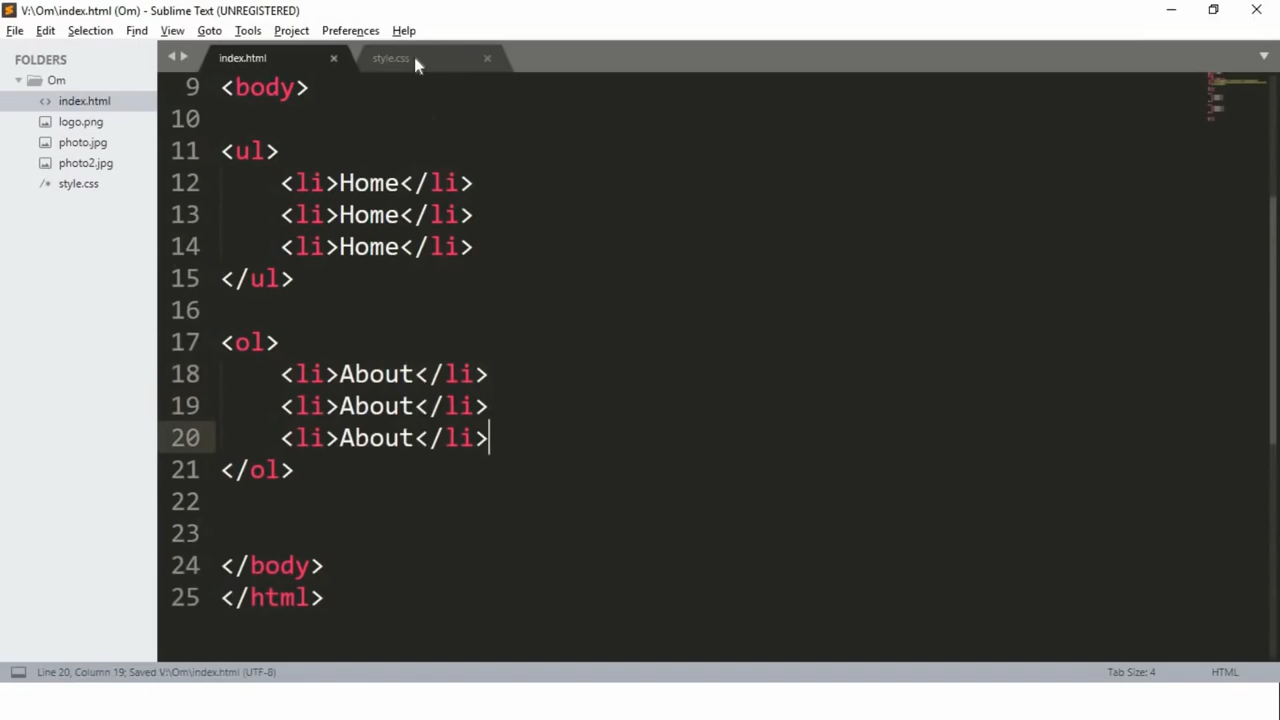 V:\Om\index.html (Om) - Sublime Text (UNREGISTERED)
File Edit Selection Find View Goto Tools Project Preferences Help
FOLDERS
Om
index.html
logo.png
photo.jpg
photo2.jpg
style.css
index.html
style.css
9 <body>
10
11 <ul>
12 <li>Home</li>
13 <li>Home</li>
14 <li>Home</li>
15 </ul>
16
17 <ol>
18 <li>About</li>
19 <li>About</li>
20 <li>About</li>
21 </ol>
22
23
24 </body>
25 </html>
Line 20, Column 19; Saved V:\Om\index.html (UTF-8)
Tab Size: 4
HTML